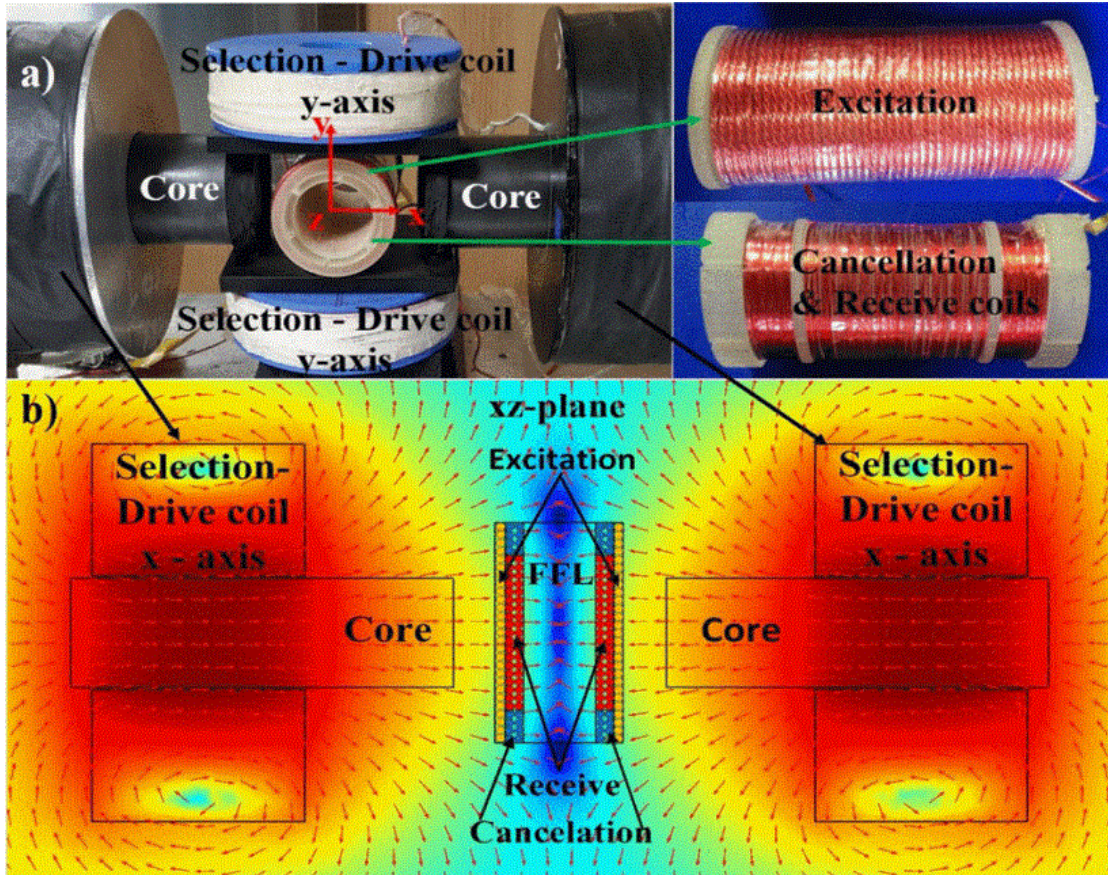 a)
Selection - Drive coil
y-axis
y
Core
Core
z
x
Selection - Drive coil
y-axis
Excitation
Cancellation
& Receive coils
b)
xz-plane
Excitation
Selection-
Drive coil
x - axis
FFL
Selection-
Drive coil
x - axis
Core
Core
Receive
Cancelation